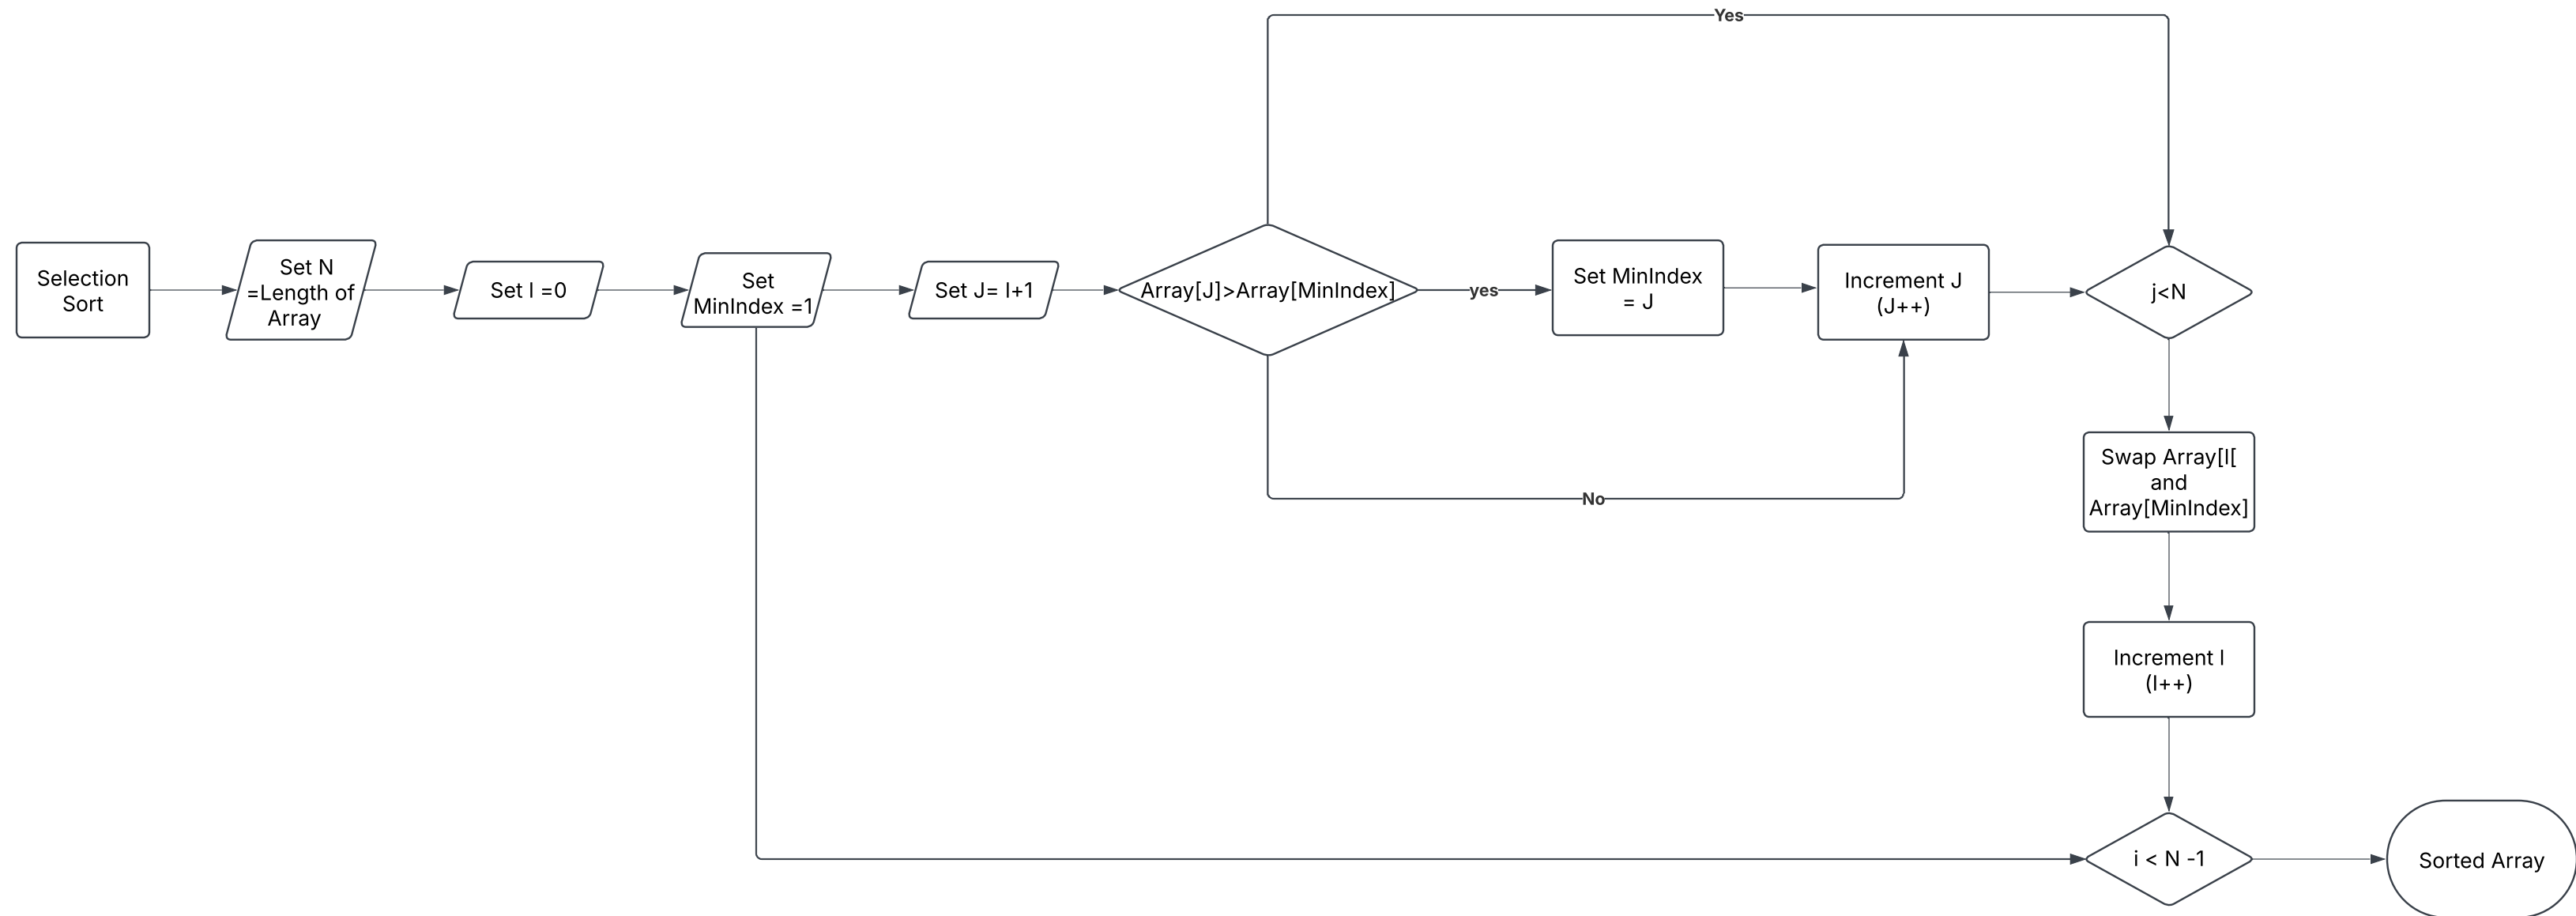 Yes
Selection
Sort
Set N
=Length of
Array
Set I =0
Set
MinIndex =1
Set J= I+1
Array[J]>Array[MinIndex]
yes
Set MinIndex
= J
Increment J
(J++)
j<N
No
Swap Array[I[
and
Array[MinIndex]
Increment I
(I++)
i < N -1
Sorted Array